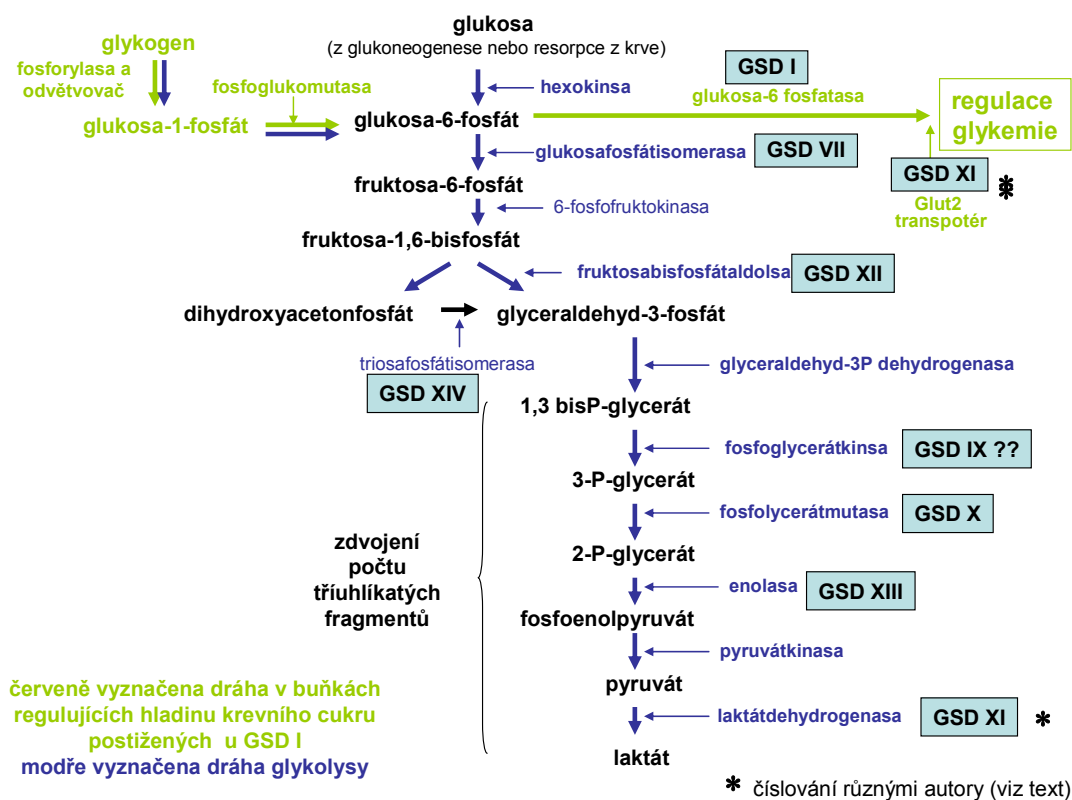 glukosa
(z glukoneogenese nebo resorpce z krve)
glykogen
fosforylasa a
odvětvovač
fosfoglukomutasa
hexokinsa
GSD I
glukosa-6 fosfatasa
regulace
glykemie
glukosa-1-fosfát
glukosa-6-fosfát
glukosafosfátisomerasa
GSD VII
GSD XI
**
Glut2
transpotér
fruktosa-6-fosfát
6-fosfofruktokinasa
fruktosa-1,6-bisfosfát
fruktosabisfosfátaldolsa
GSD XII
dihydroxyacetonfosfát
glyceraldehyd-3-fosfát
triosafosfátisomerasa
GSD XIV
glyceraldehyd-3P dehydrogenasa
1,3 bisP-glycerát
fosfoglycerátkinsa
GSD IX ??
3-P-glycerát
fosfolycerátmutasa
GSD X
2-P-glycerát
zdvojení
počtu
tříuhlíkatých
fragmentů
enolasa
GSD XIII
fosfoenolpyruvát
pyruvátkinasa
pyruvát
laktátdehydrogenasa
GSD XI
*
laktát
červeně vyznačena dráha v buňkách
regulujících hladinu krevního cukru
postižených u GSD I
modře vyznačena dráha glykolysy
* číslování různými autory (viz text)